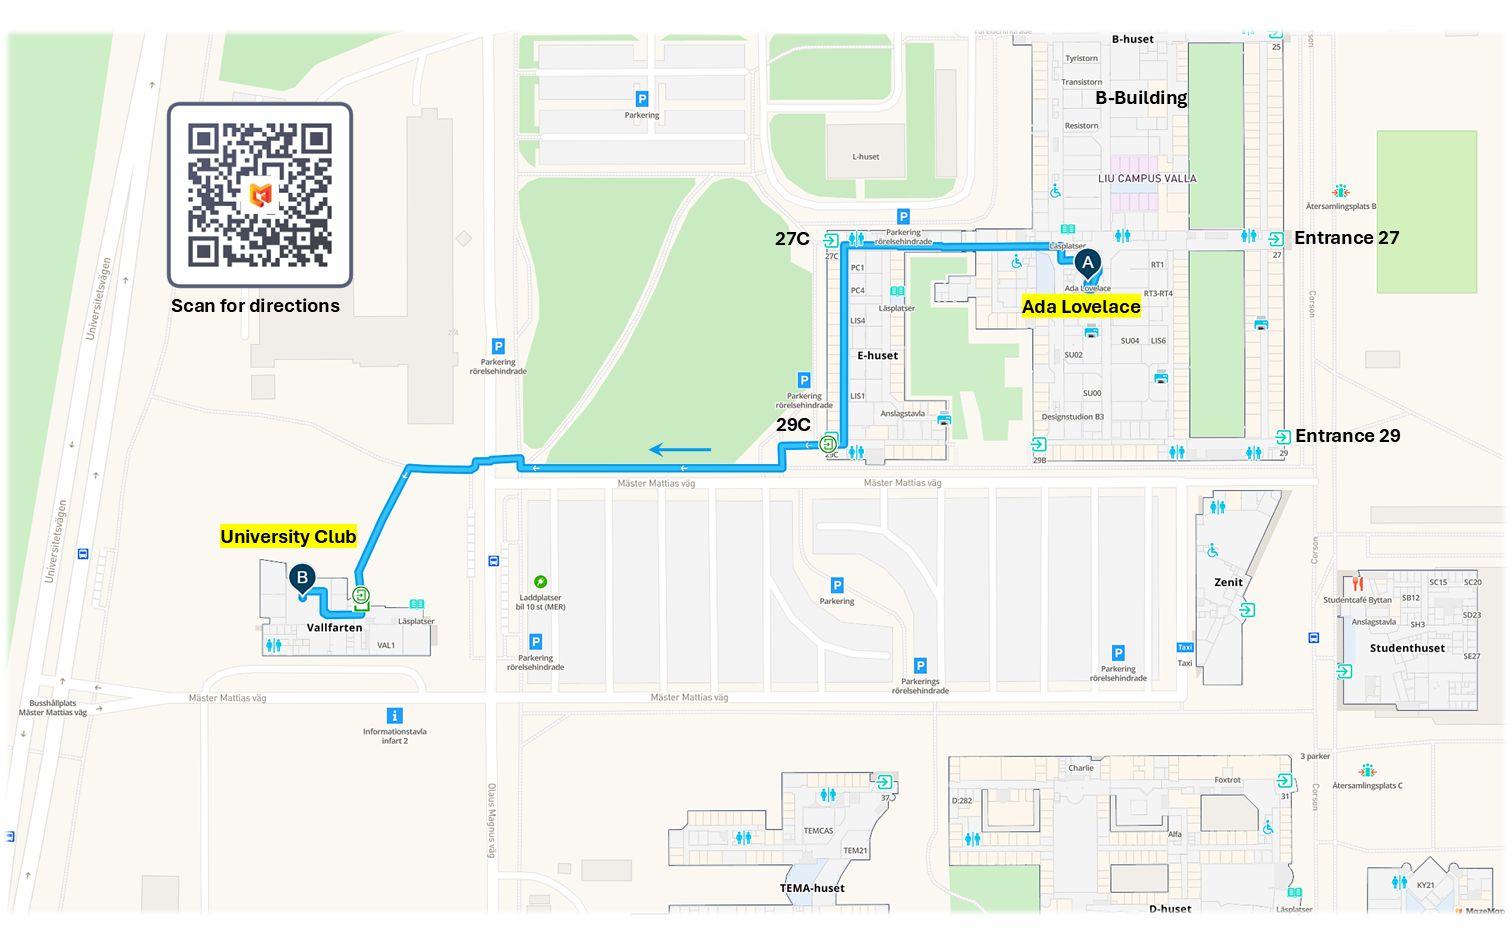 B-huset
25
Tyristorn
Transistorn
B-Building
Resistorn
Corson
Parkering
L-huset
LIU CAMPUS VALLA
Återsamlingsplats B
Scan for directions
Universitetsvägen
27C
Parkering
rörelsehindrade
27C
Läsplatser
Entrance 27
27
PC1
PC4
LIS4
Läsplatser
A
Ada Lovelace
Ada Lovelace
RT1
RT3-RT4
Corson
E-huset
SU02
SU04
LIS6
Parkering
rörelsehindrade
Parkering
rörelsehindrade
LIS1
SU00
Anslagstavla
Designstudion B3
29C
29C
29B
Entrance 29
29
Mäster Mattias väg
Mäster Mattias väg
Universitetsvägen
University Club
B
Vallfarten
Läsplatser
VAL1
Laddplatser
bil 10 st (MER)
Parkering
Parkering
rörelsehindrade
Parkerings
rörelsehindrade
Parkering
rörelsehindrade
Taxi
Taxi
Zenit
Corson
Studentcafé Byttan
Anslagstavla
SC15
SC20
SB12
SD23
SH3
Studenthuset
SE27
Busshållplats
Mäster Mattias väg
Mäster Mattias väg
Mäster Mattias väg
Informationstavla
infart 2
Olaus Magnus väg
3 parker
Återsamlingsplats C
Corson
Charlie
Foxtrot
31
D:282
Alfa
37
TEMCAS
TEM21
TEMA-huset
D-huset
Läsplatser
KY21
MazeMap